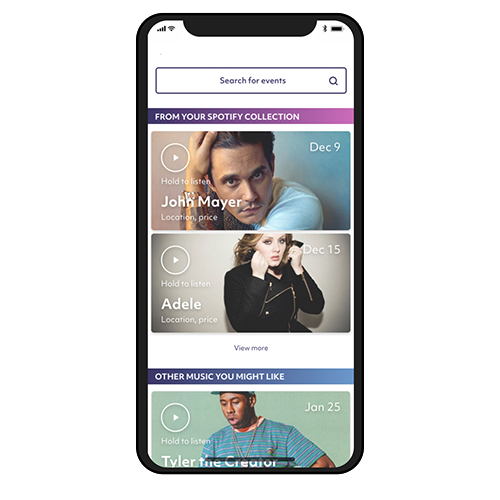 Search for events
FROM YOUR SPOTIFY COLLECTION
Dec 9
Hold to listen
John Mayer
Location, price
Dec 15
Hold to listen
Adele
Location, price
View more
OTHER MUSIC YOU MIGHT LIKE
Jan 25
Hold to listen
Tyler the Creator